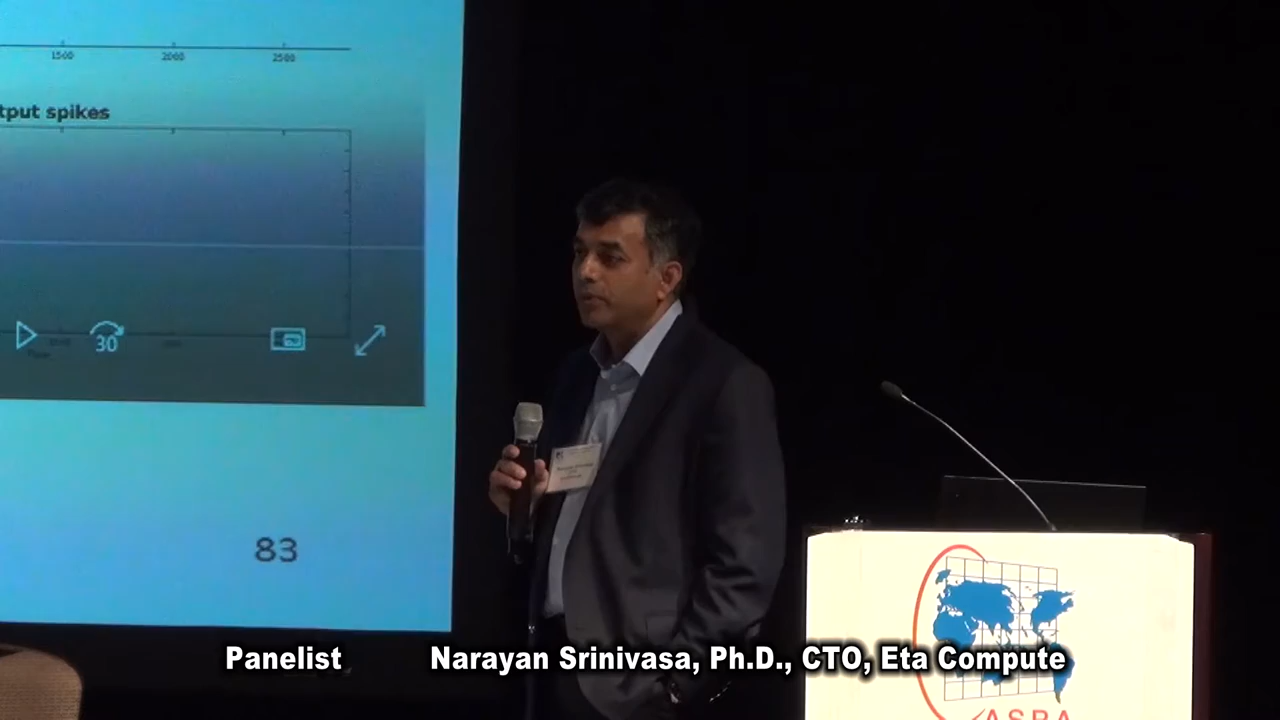 1500 2000 2500
tput spikes
30
83
Panelist Narayan Srinivasa, Ph.D., CTO, Eta Compute